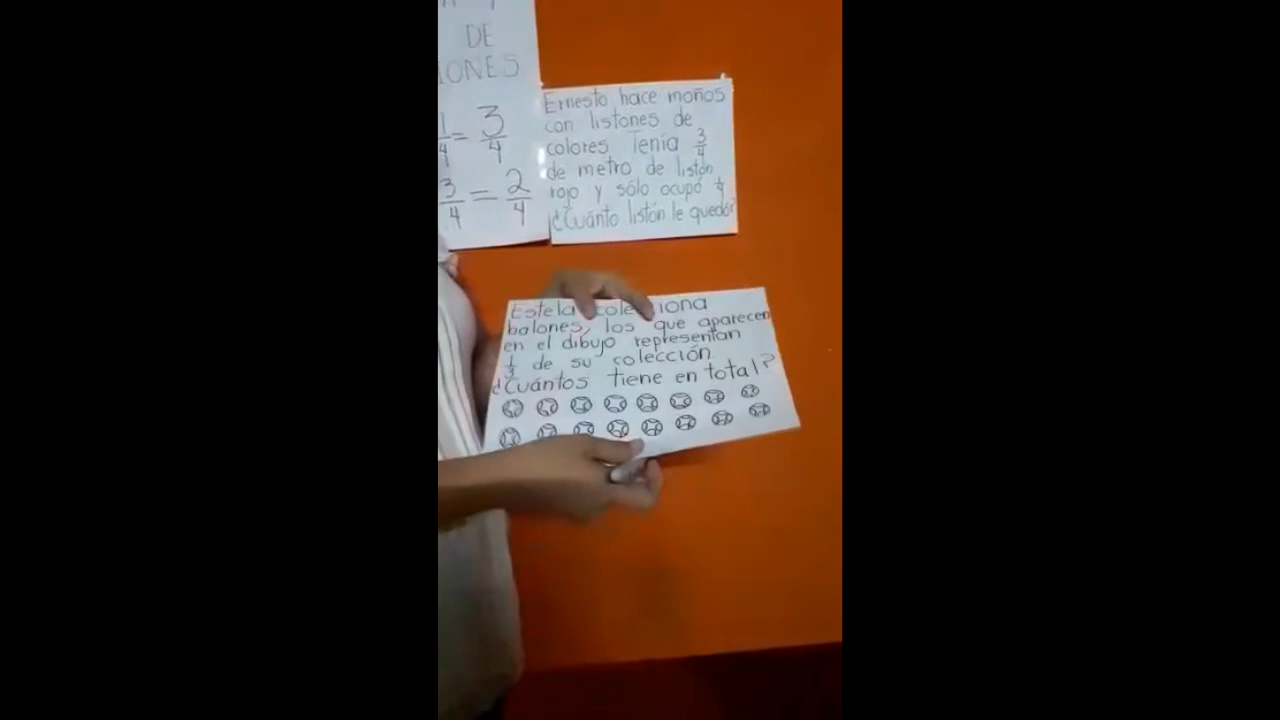 DE
IONES
1/4 = 3/4
3/4 = 2/4
Ernesto hace moños
con listones de
colores Tenía 3/4
de metro de listón
rojo y sólo ocupó 1/4
¿Cuánto listón le quedó?
Estela colecciona
balones, los que aparecen
en el dibujo representan
1/3 de su colección
¿Cuántos tiene en total?